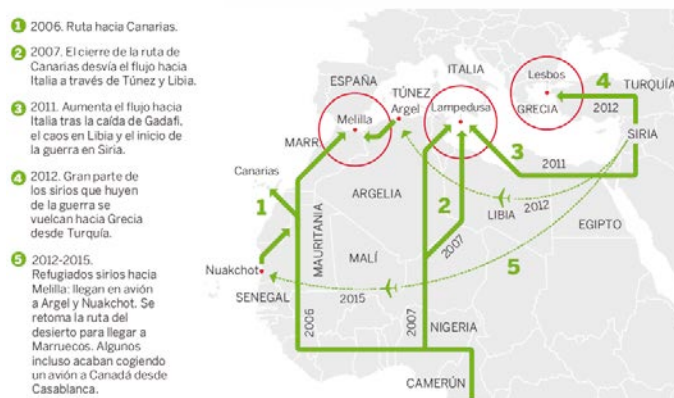 1 2006. Ruta hacia Canarias.
2 2007. El cierre de la ruta de
Canarias desvía el flujo hacia
Italia a través de Túnez y Libia.
3 2011. Aumenta el flujo hacia
Italia tras la caída de Gadafi,
el caos en Libia y el inicio de
la guerra en Siria.
4 2012. Gran parte de
los sirios que huyen
de la guerra se
vuelcan hacia Grecia
desde Turquía.
5 2012-2015.
Refugiados sirios hacia
Melilla: llegan en avión
a Argel y Nuakchot. Se
retoma la ruta del
desierto para llegar a
Marruecos. Algunos
incluso acaban cogiendo
un avión a Canadá desde
Casablanca.
ESPAÑA
ITALIA
Lesbos
4
TURQUÍA
TÚNEZ
Argel
Lampedusa
GRECIA
2012
Melilla
SIRIA
MARR.
3
2011
Canarias
ARGELIA
1
2
LIBIA
2012
EGIPTO
MAURITANIA
2007
MALÍ
5
Nuakchot
SENEGAL
2015
2006
2007
NIGERIA
CAMERÚN